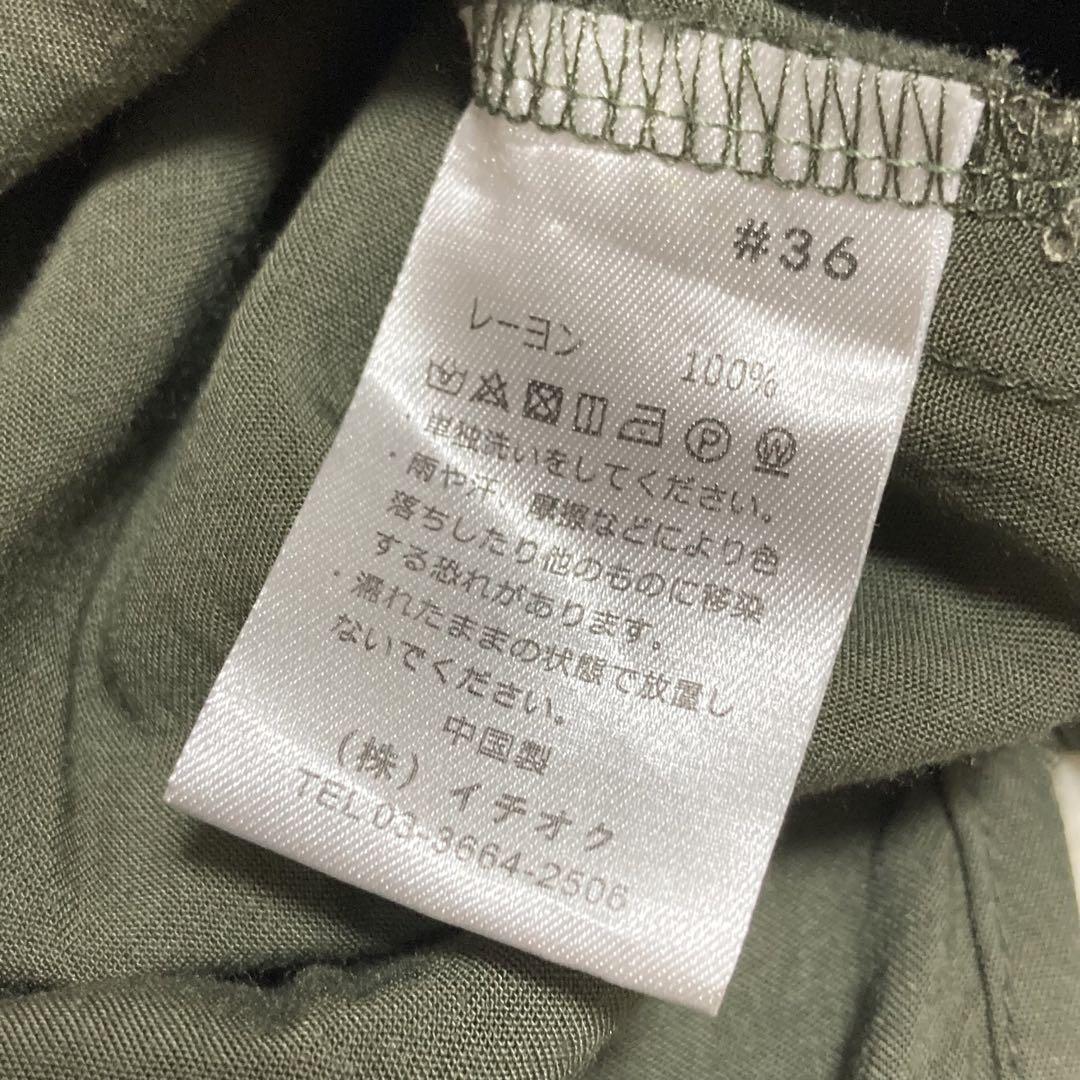 #36
レーヨン 100%
・単独洗いをしてください。
・雨や汗、摩擦などにより色
落ちしたり他のものに移染
する恐れがあります。
・濡れたままの状態で放置し
ないでください。
中国製
(株)イチオク
TEL.03-3664-2506